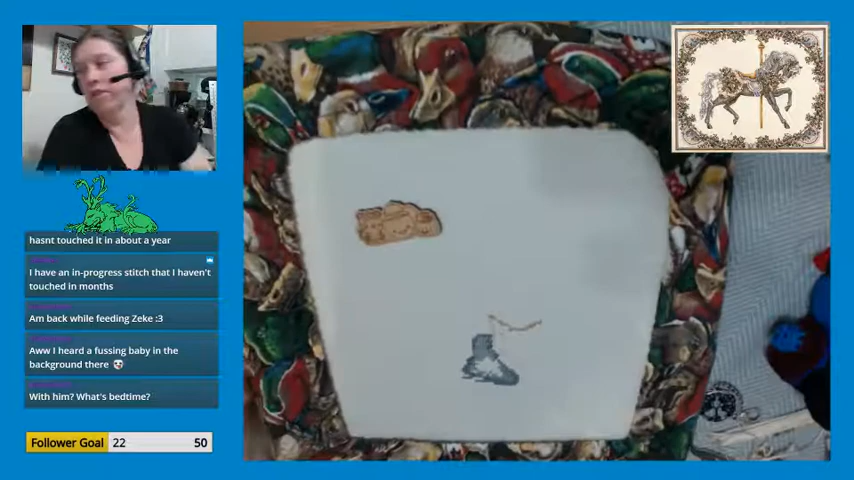 hasnt touched it in about a year
I have an in-progress stitch that I haven't
touched in months
Am back while feeding Zeke :3
Aww I heard a fussing baby in the
background there
With him? What's bedtime?
Follower Goal 22 50